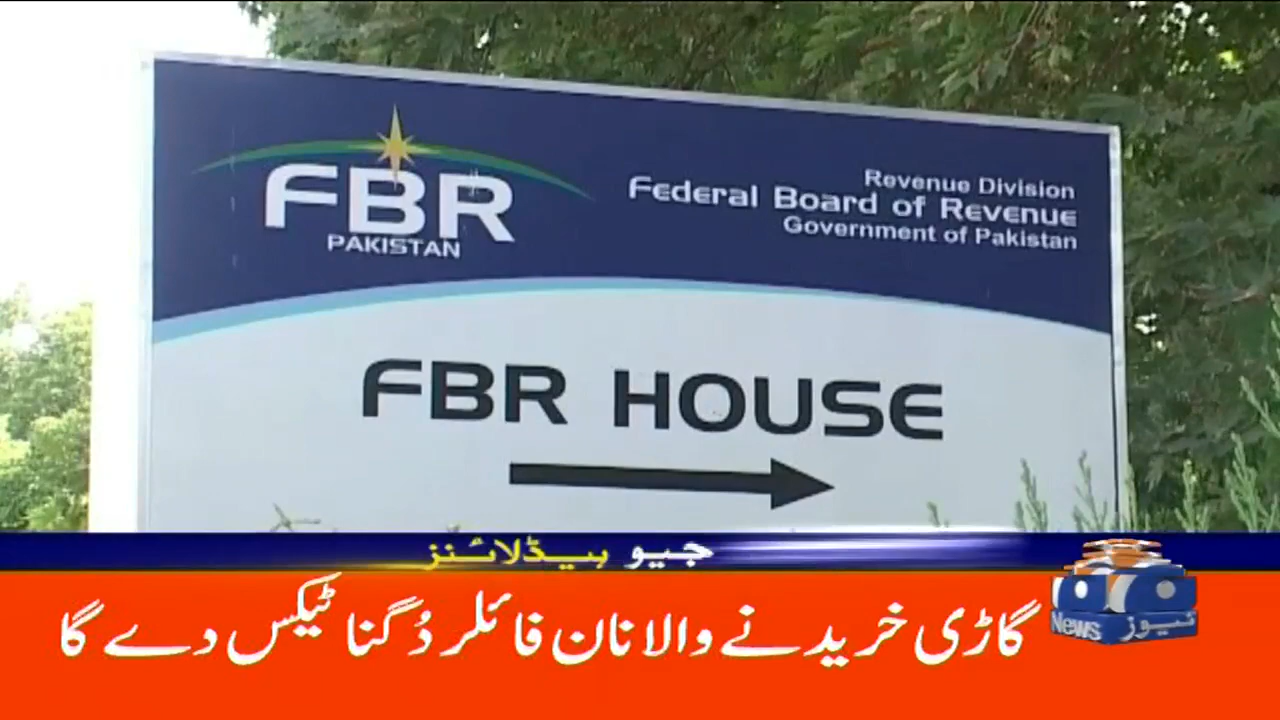 FBR
PAKISTAN
Revenue Division
Federal Board of Revenue
Government of Pakistan
FBR HOUSE
جیو ہیڈلائنز
گاڑی خریدنے والا نان فائلر دُگنا ٹیکس دے گا
News نیوز